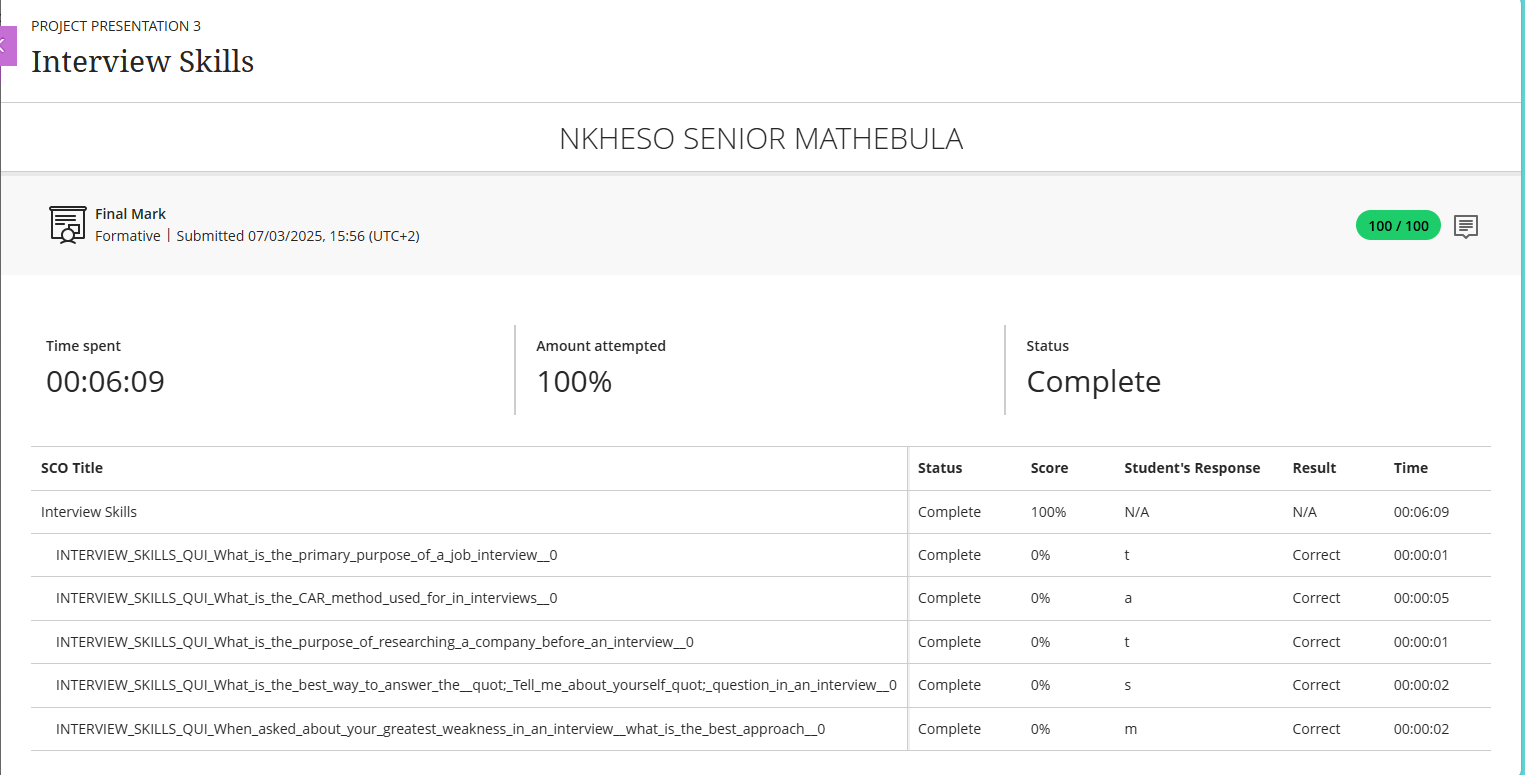 PROJECT PRESENTATION 3
Interview Skills
NKHESO SENIOR MATHEBULA
Final Mark
Formative | Submitted 07/03/2025, 15:56 (UTC+2)
100 / 100
Time spent
00:06:09
Amount attempted
100%
Status
Complete
SCO Title Status Score Student's Response Result Time
Interview Skills Complete 100% N/A N/A 00:06:09
INTERVIEW_SKILLS_QUI_What_is_the_primary_purpose_of_a_job_interview__0 Complete 0% t Correct 00:00:01
INTERVIEW_SKILLS_QUI_What_is_the_CAR_method_used_for_in_interviews__0 Complete 0% a Correct 00:00:05
INTERVIEW_SKILLS_QUI_What_is_the_purpose_of_researching_a_company_before_an_interview__0 Complete 0% t Correct 00:00:01
INTERVIEW_SKILLS_QUI_What_is_the_best_way_to_answer_the__quot;_Tell_me_about_yourself_quot;_question_in_an_interview__0 Complete 0% s Correct 00:00:02
INTERVIEW_SKILLS_QUI_When_asked_about_your_greatest_weakness_in_an_interview__what_is_the_best_approach__0 Complete 0% m Correct 00:00:02